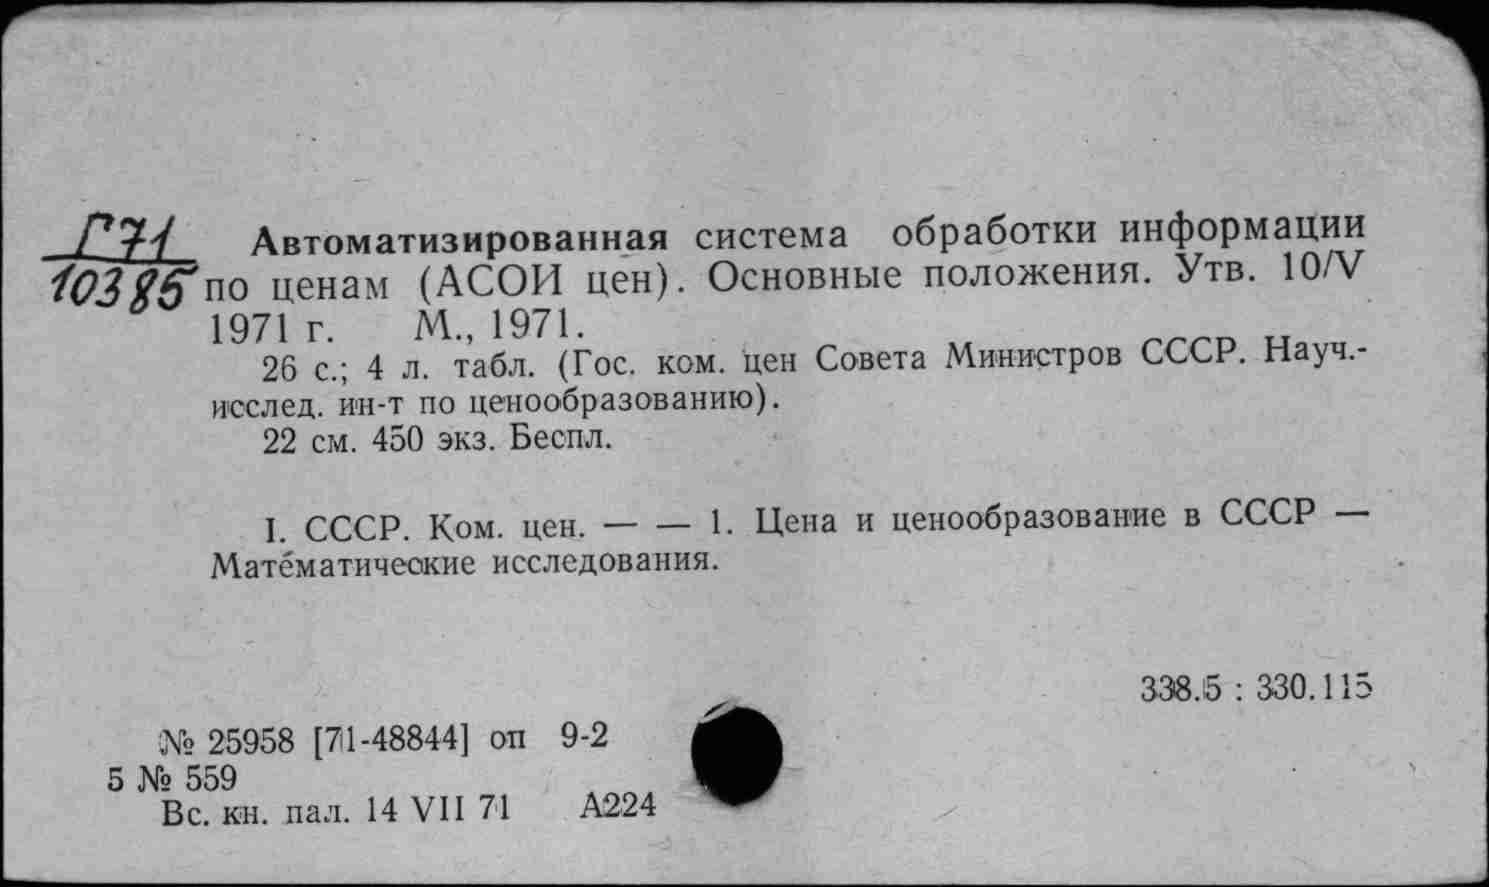 Г71
10385
Автоматизированная система обработки информации
по ценам (АСОИ цен). Основные положения. Утв. 10/V
1971 г. М., 1971.
26 с.; 4 л. табл. (Гос. ком. цен Совета Министров СССР. Науч.-
исслед. ин-т по ценообразованию).
22 см. 450 экз. Беспл.
I. СССР. Ком. цен. — — 1. Цена и ценообразование в СССР —
Математические исследования.
338.5 : 330.115
№ 25958 [71-48844] оп 9-2
5 № 559
Вс. кн. пал. 14 VII 71 А224